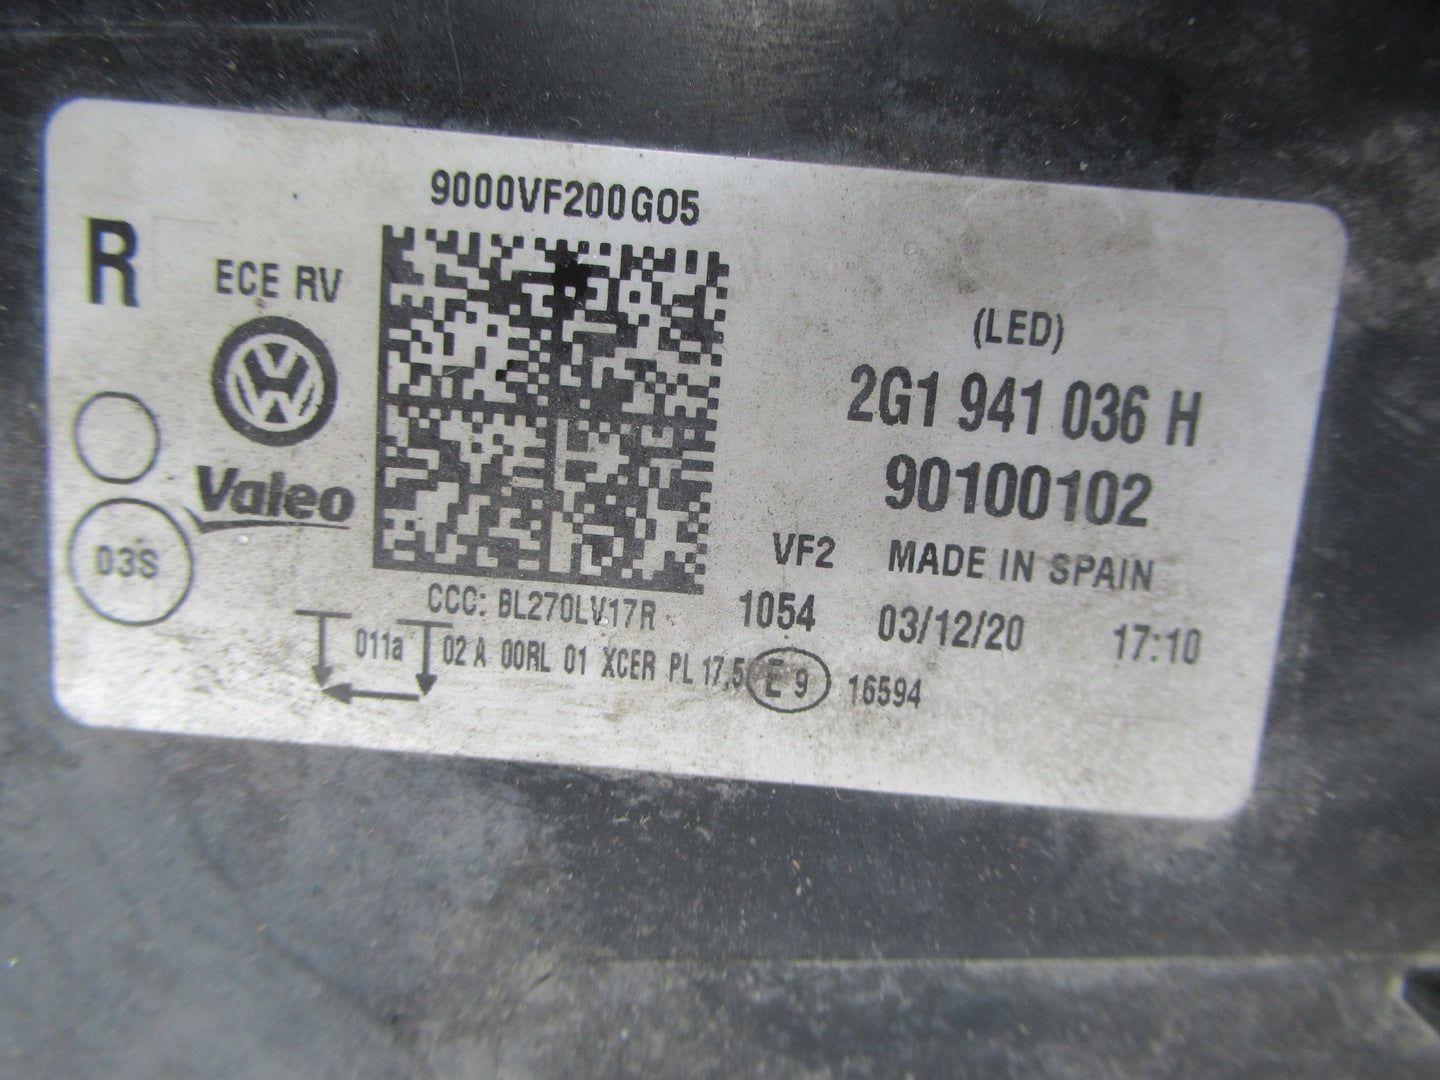 9000VF200G05
R
ECE RV
(LED)
2G1 941 036 H
Valeo
90100102
03S
VF2 MADE IN SPAIN
CCC: BL270LV17R
1054 03/12/20 17:10
011a 02 A 00RL 01 XCER PL 17,5 E 9 16594